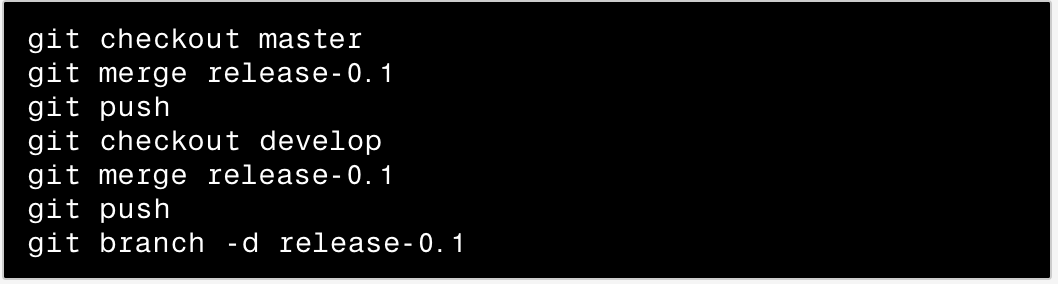 git checkout master
git merge release-0.1
git push
git checkout develop
git merge release-0.1
git push
git branch -d release-0.1